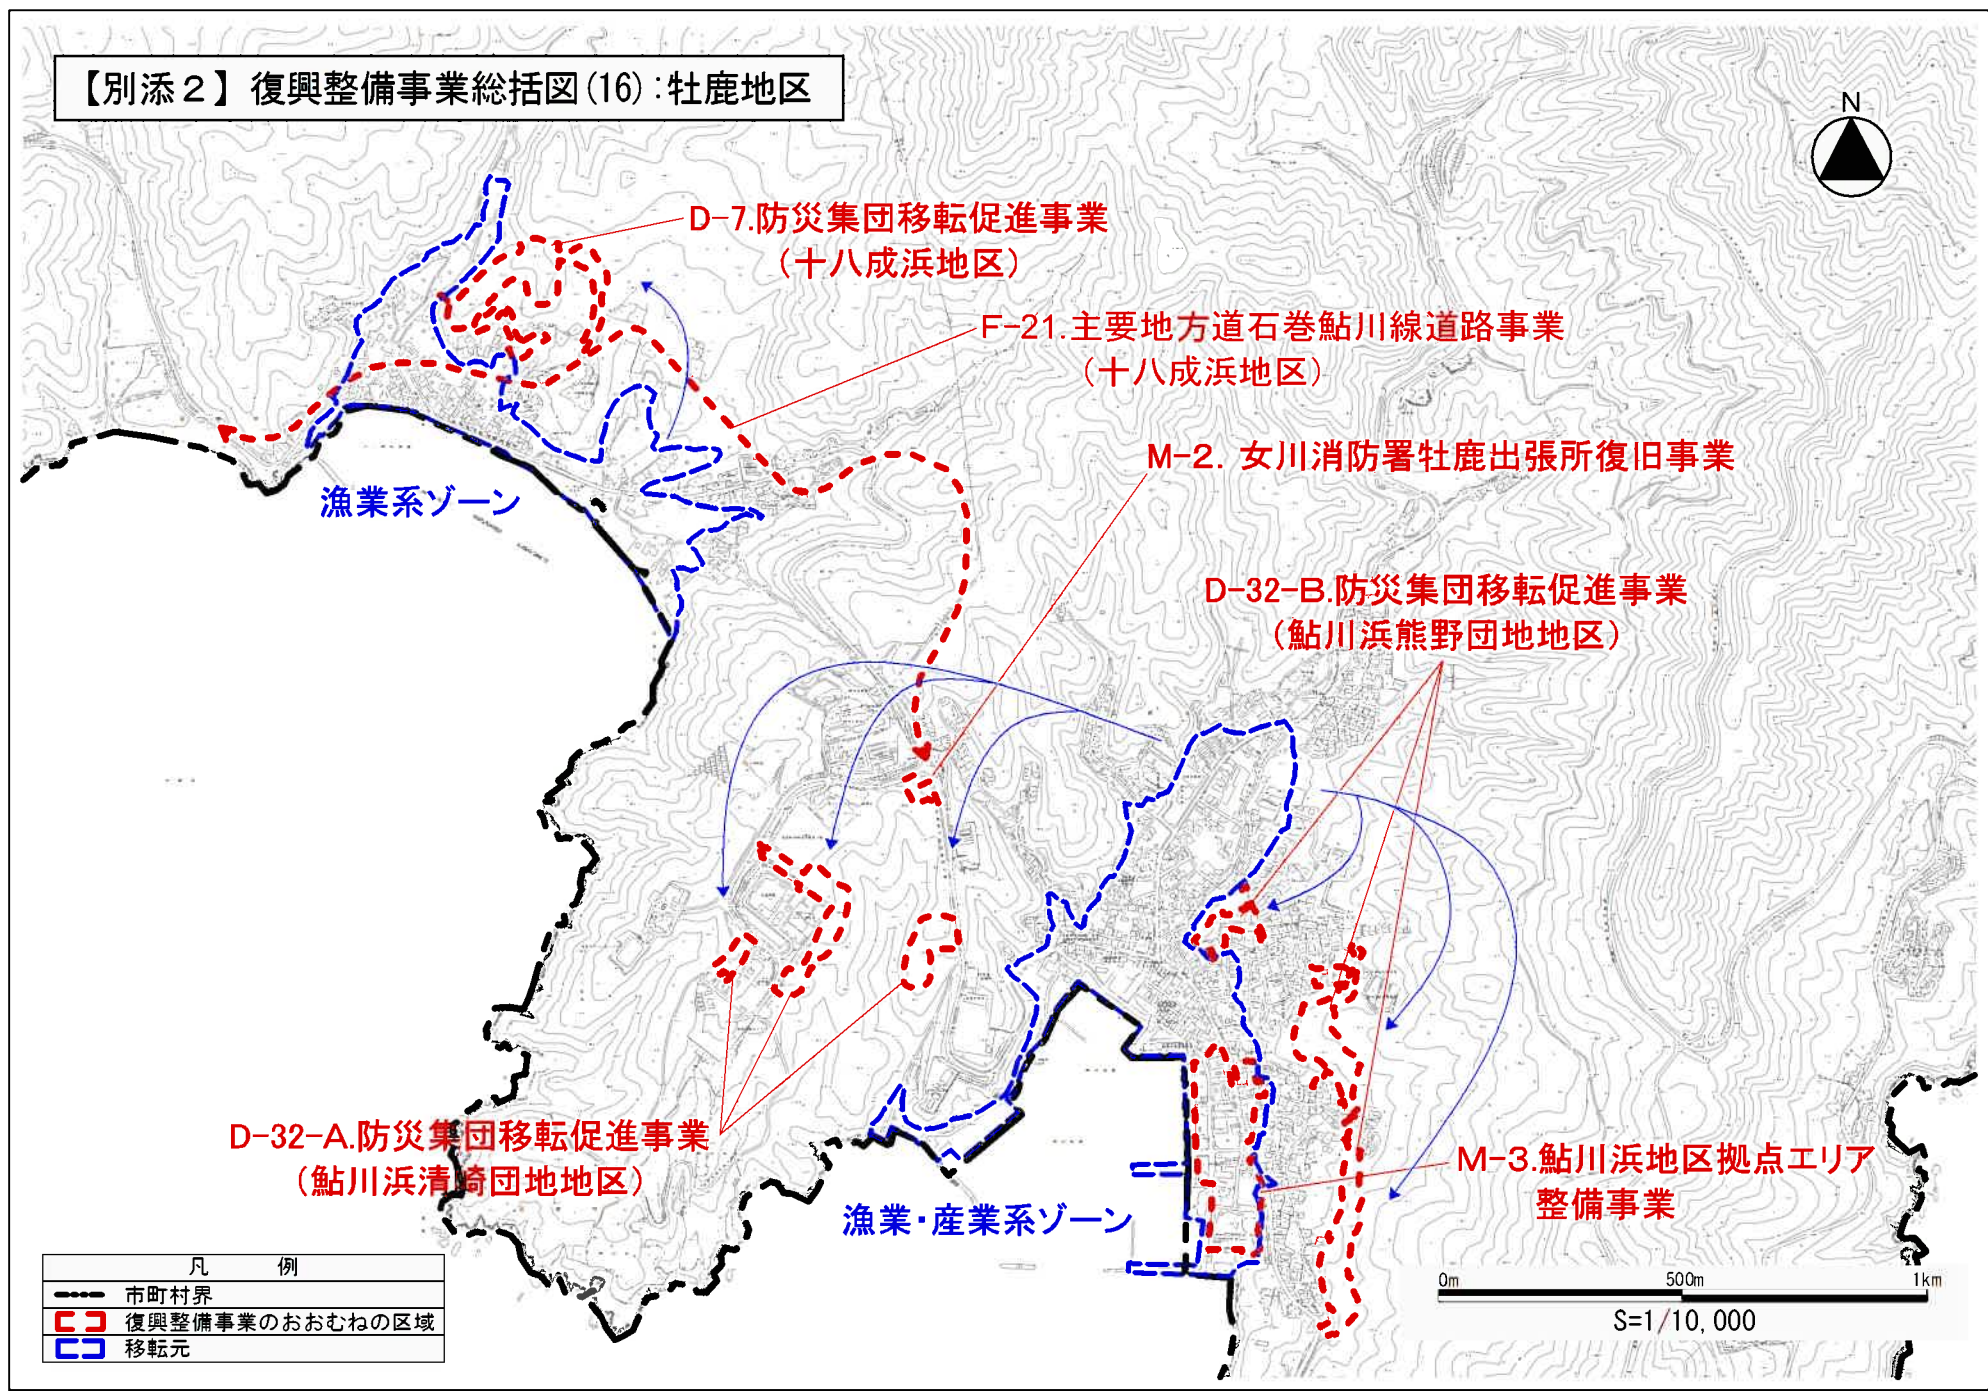 【別添２】復興整備事業総括図(16):牡鹿地区
N
D-7.防災集団移転促進事業
(十八成浜地区)
F-21.主要地方道石巻鮎川線道路事業
(十八成浜地区)
M-2. 女川消防署牡鹿出張所復旧事業
漁業系ゾーン
D-32-B.防災集団移転促進事業
(鮎川浜熊野団地地区)
D-32-A.防災集団移転促進事業
(鮎川浜清崎団地地区)
M-3.鮎川浜地区拠点エリア
整備事業
漁業・産業系ゾーン
凡 例
市町村界
復興整備事業のおおむねの区域
移転元
0m 500m 1km
S=1/10,000